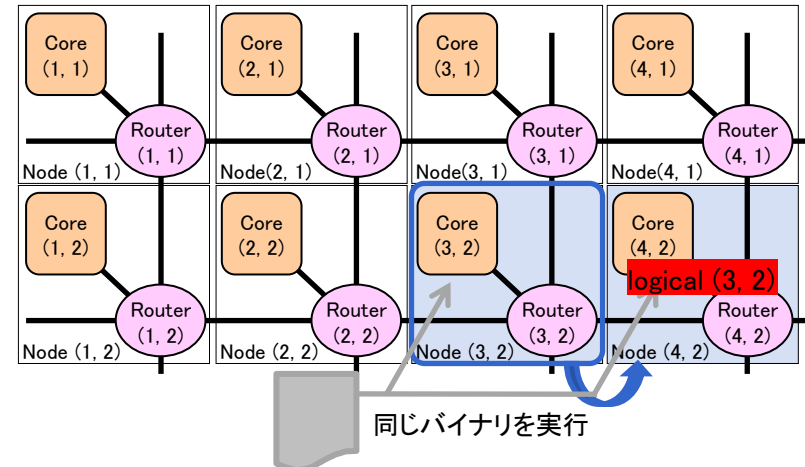 Core
(1, 1)
Core
(2, 1)
Core
(3, 1)
Core
(4, 1)
Router
(1, 1)
Router
(2, 1)
Router
(3, 1)
Router
(4, 1)
Node (1, 1)
Node(2, 1)
Node(3, 1)
Node(4, 1)
Core
(1, 2)
Core
(2, 2)
Core
(3, 2)
Core
(4, 2)
logical (3, 2)
Router
(1, 2)
Router
(2, 2)
Router
(3, 2)
Router
(4, 2)
Node (1, 2)
Node (2, 2)
Node (3, 2)
Node (4, 2)
同じバイナリを実行